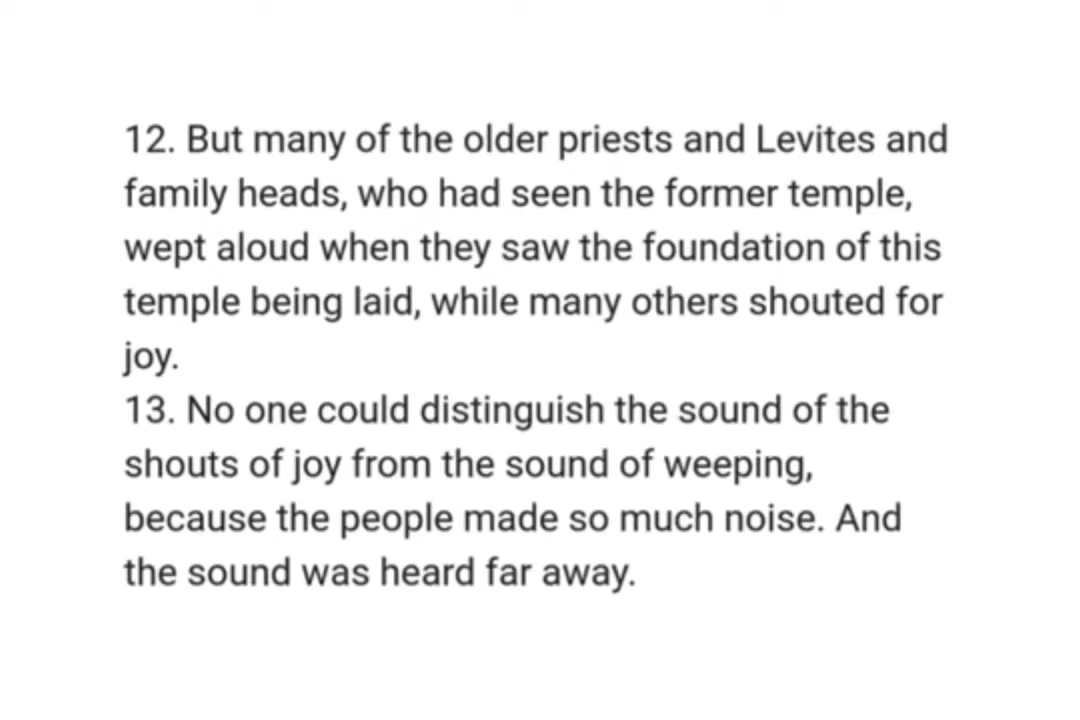 12. But many of the older priests and Levites and
family heads, who had seen the former temple,
wept aloud when they saw the foundation of this
temple being laid, while many others shouted for
joy.
13. No one could distinguish the sound of the
shouts of joy from the sound of weeping,
because the people made so much noise. And
the sound was heard far away.